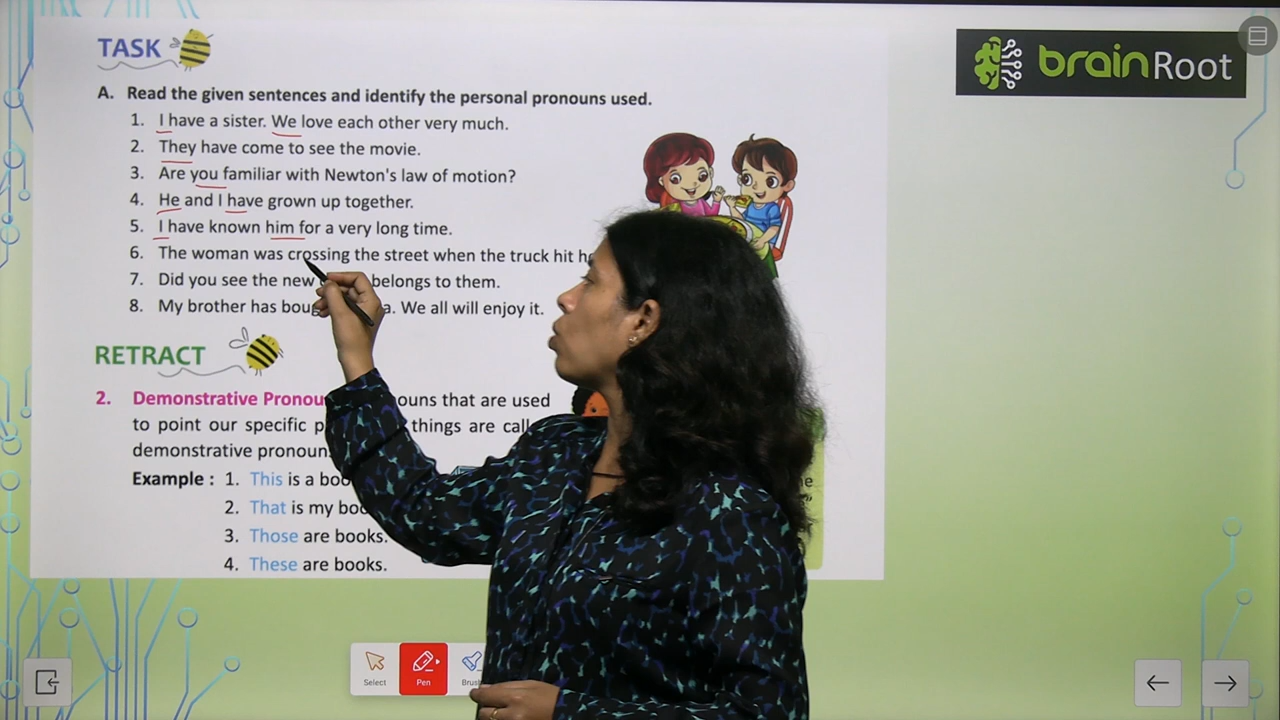 TASK
A. Read the given sentences and identify the personal pronouns used.
1. I have a sister. We love each other very much.
2. They have come to see the movie.
3. Are you familiar with Newton's law of motion?
4. He and I have grown up together.
5. I have known him for a very long time.
6. The woman was crossing the street when the truck hit
7. Did you see the new belongs to them.
8. My brother has We all will enjoy it.
RETRACT
2. Demonstrative that are used
to point our specific things are
demonstrative
Example : 1. This is a
2. That is my
3. Those are books.
4. These are books.
brainRoot
Select
Pen